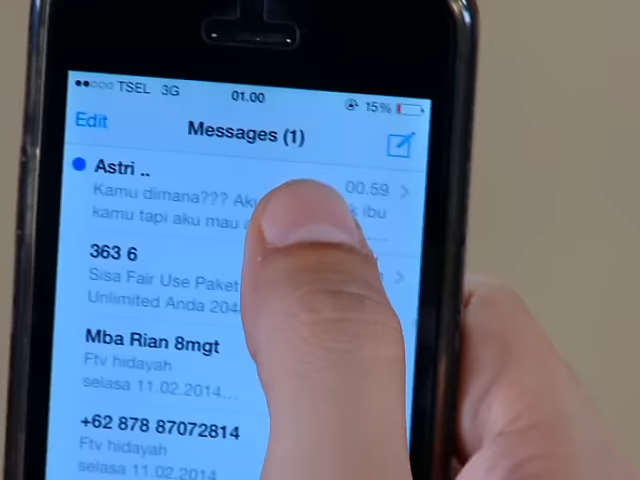 TSEL 3G 01.00 15%
Edit Messages (1)
Astri .. 00.59
Kamu dimana??? ibu
kamu tapi aku mau
363 6
Sisa Fair Use Paket
Unlimited Anda 204
Mba Rian 8mgt
Ftv hidayah
selasa 11.02.2014...
+62 878 87072814
Ftv hidayah
selasa 11.02.2014